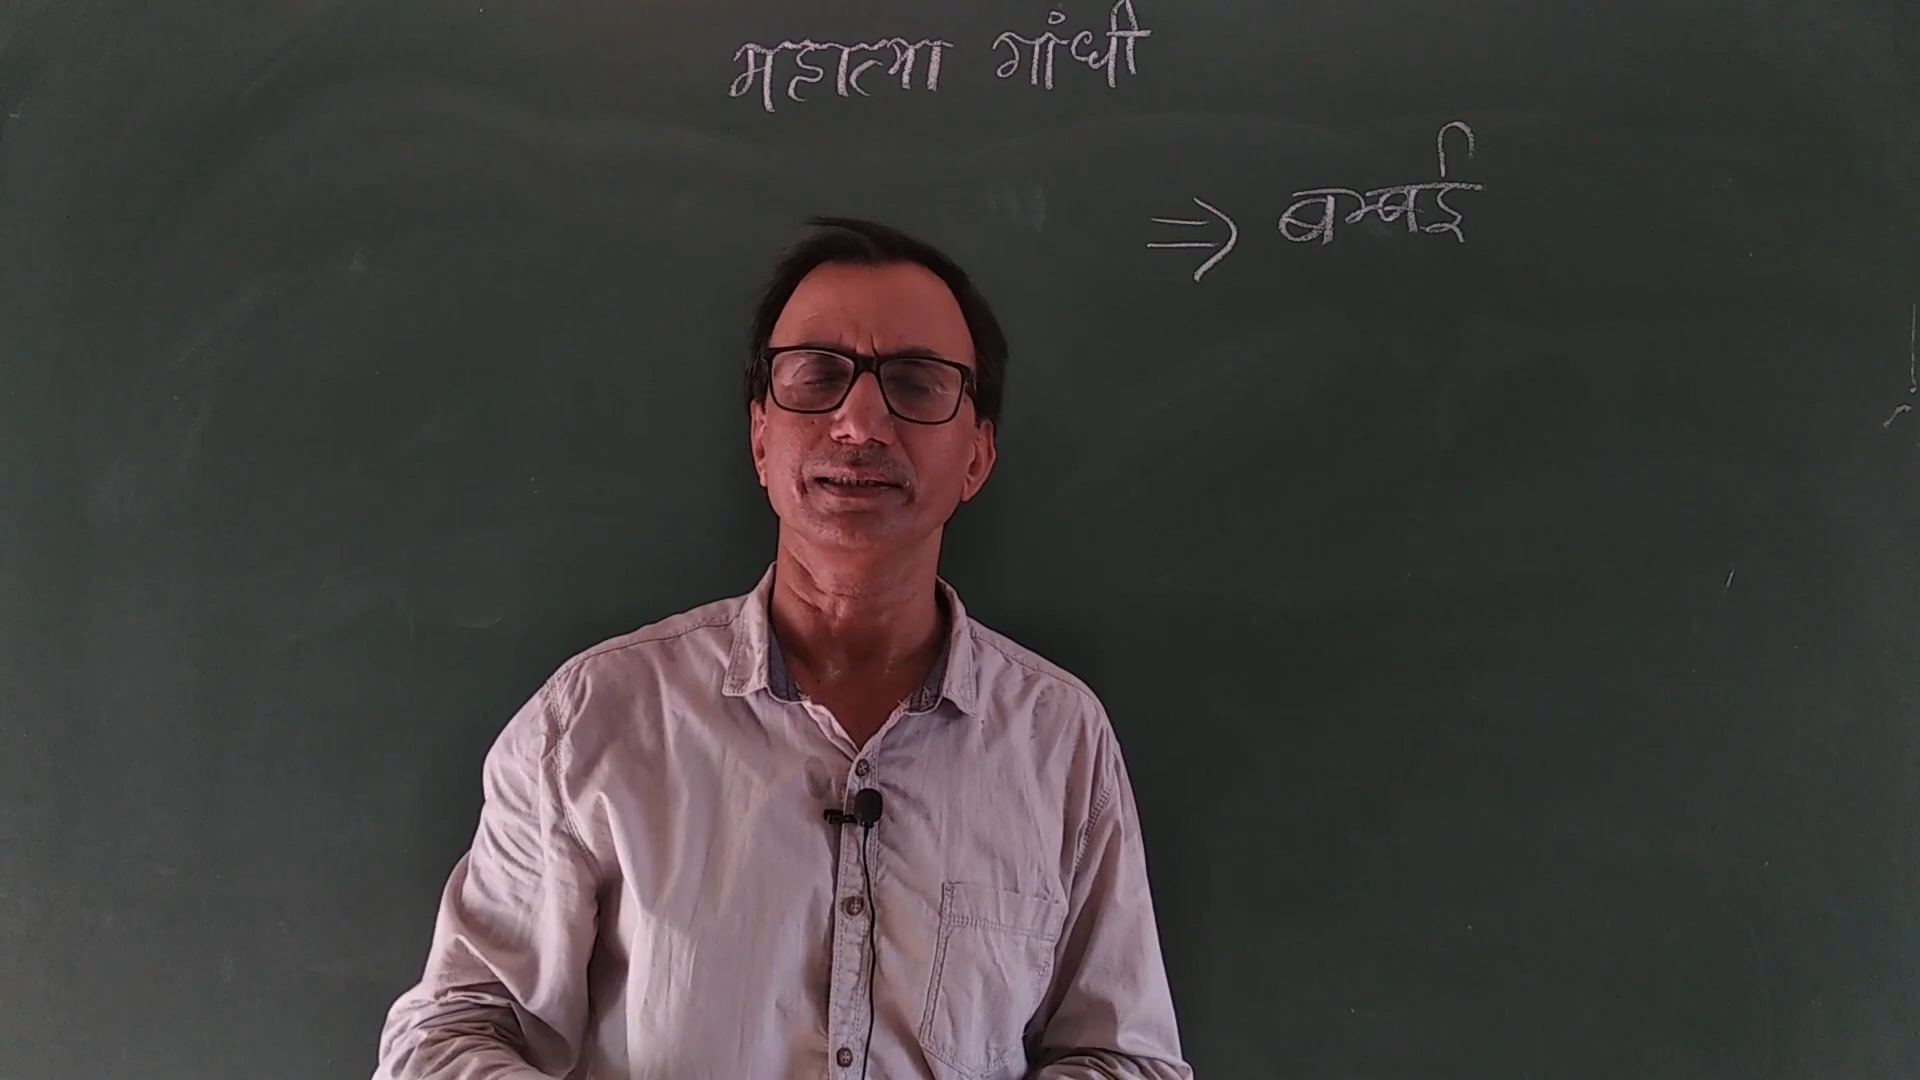 महात्मा गांधी
⇒ बम्बई